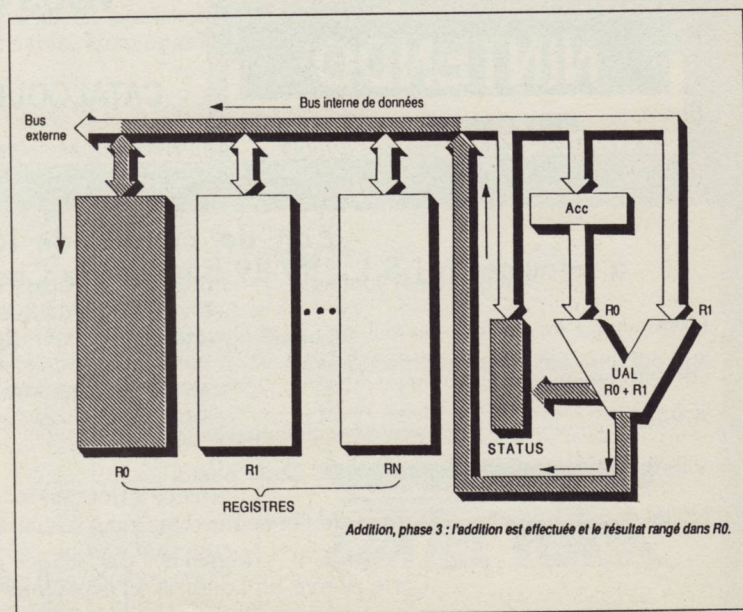 Bus interne de données
Bus
externe
Acc
R0
R1
UAL
R0 + R1
STATUS
R0
R1
RN
REGISTRES
Addition, phase 3 : l'addition est effectuée et le résultat rangé dans R0.